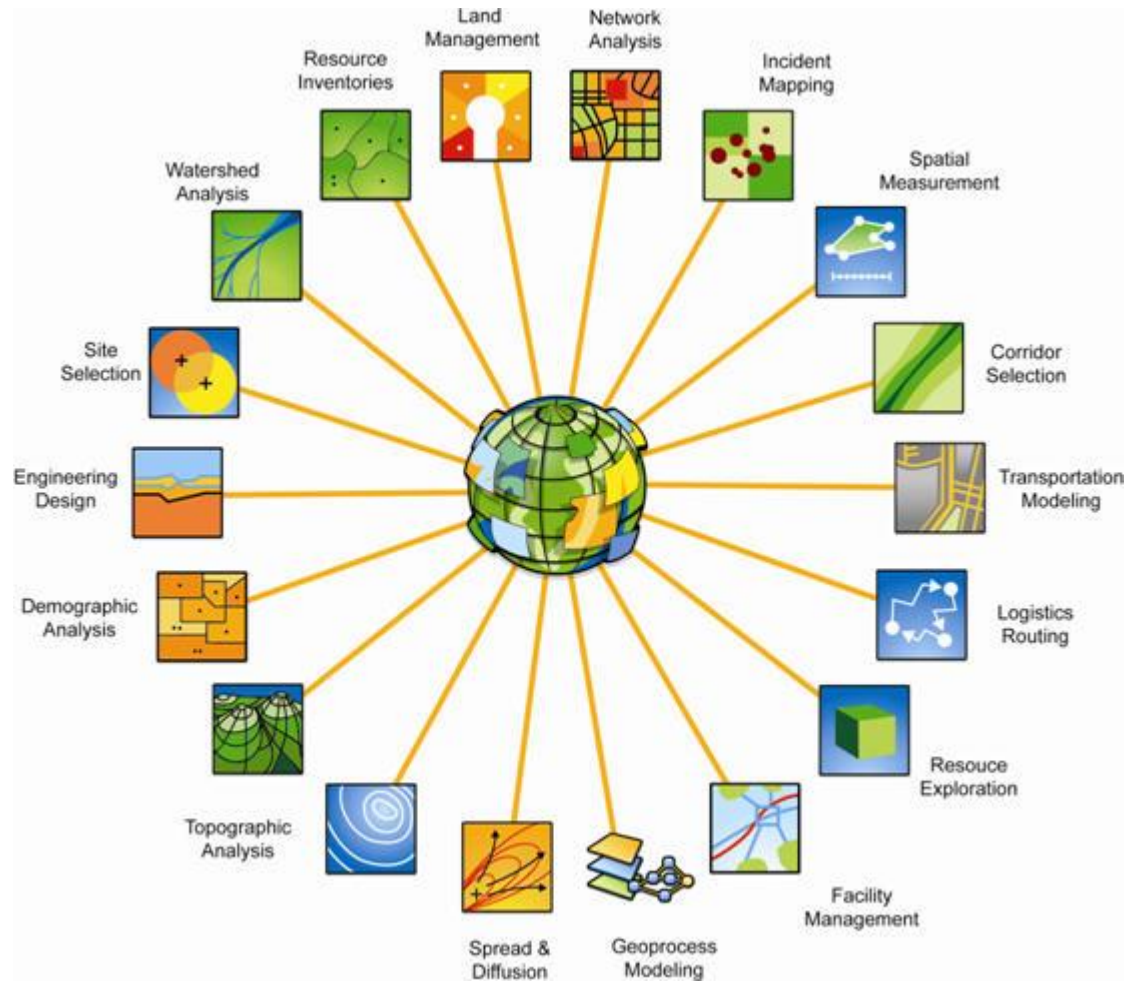 Land
Management
Network
Analysis
Incident
Mapping
Spatial
Measurement
Corridor
Selection
Transportation
Modeling
Logistics
Routing
Resouce
Exploration
Facility
Management
Geoprocess
Modeling
Spread &
Diffusion
Topographic
Analysis
Demographic
Analysis
Engineering
Design
Site
Selection
Watershed
Analysis
Resource
Inventories